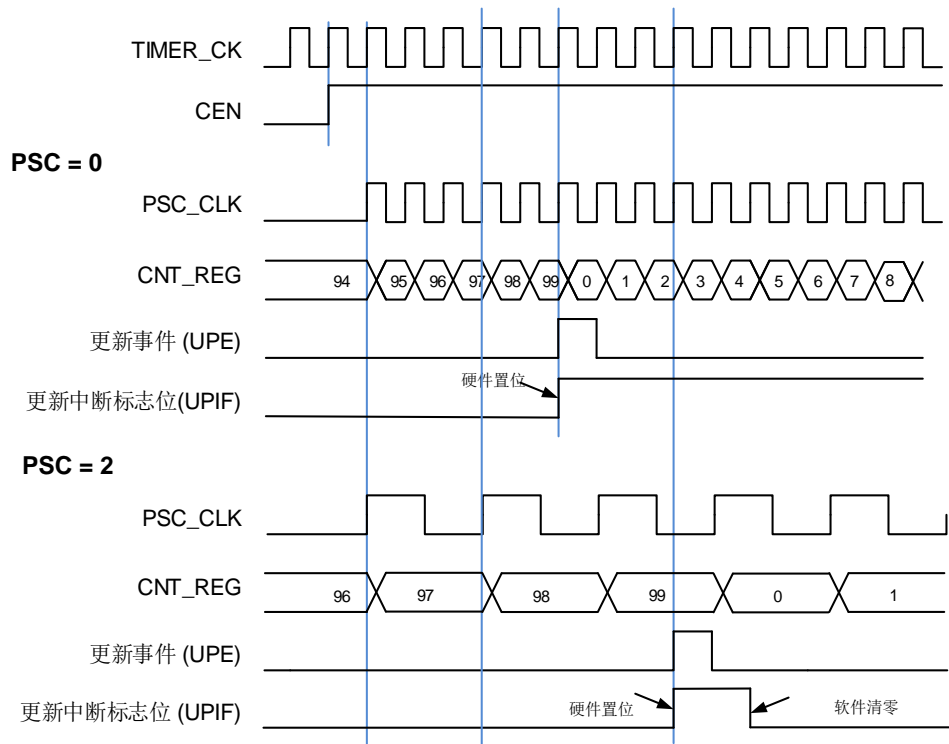 TIMER_CK
CEN
PSC = 0
PSC_CLK
CNT_REG 94 95 96 97 98 99 0 1 2 3 4 5 6 7 8
更新事件 (UPE)
硬件置位
更新中断标志位(UPIF)
PSC = 2
PSC_CLK
CNT_REG 96 97 98 99 0 1
更新事件 (UPE)
更新中断标志位 (UPIF) 硬件置位 软件清零